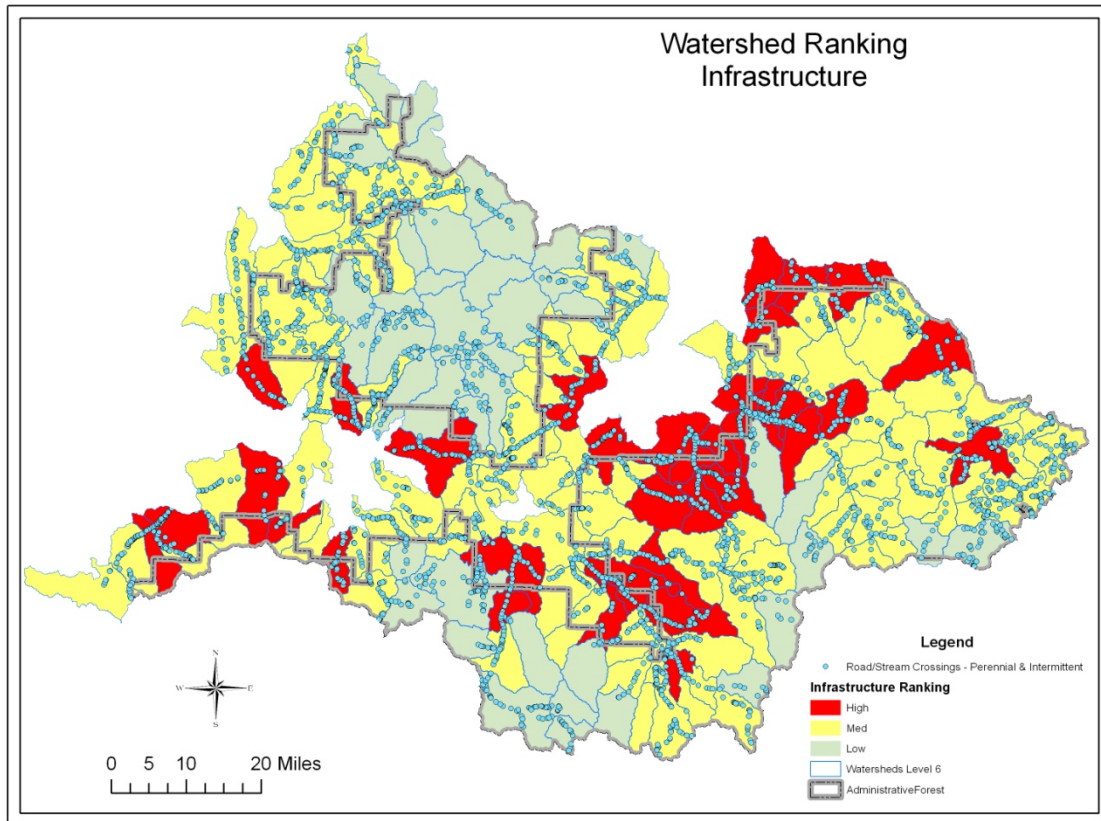 Watershed Ranking
Infrastructure
N
W E
S
0 5 10 20 Miles
Legend
Road/Stream Crossings - Perennial & Intermittent
Infrastructure Ranking
High
Med
Low
Watersheds Level 6
AdministrativeForest